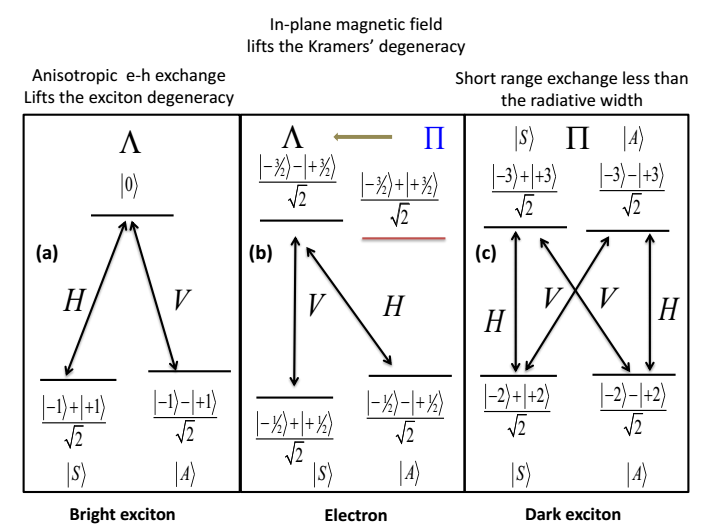 In-plane magnetic field
lifts the Kramers’ degeneracy
Anisotropic e-h exchange
Lifts the exciton degeneracy
Short range exchange less than
the radiative width
Λ
|0⟩
(a)
H
V
(|−1⟩+|+1⟩)/√2
(|−1⟩−|+1⟩)/√2
|S⟩
|A⟩
Bright exciton
Λ
Π
(|−3/2⟩−|+3/2⟩)/√2
(|−3/2⟩+|+3/2⟩)/√2
(b)
V
H
(|−1/2⟩+|+1/2⟩)/√2
(|−1/2⟩−|+1/2⟩)/√2
|S⟩
|A⟩
Electron
|S⟩
Π
|A⟩
(|−3⟩+|+3⟩)/√2
(|−3⟩−|+3⟩)/√2
(c)
H
V
V
H
(|−2⟩+|+2⟩)/√2
(|−2⟩−|+2⟩)/√2
|S⟩
|A⟩
Dark exciton